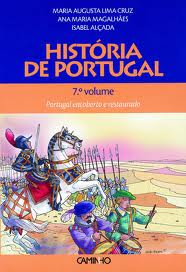 MARIA AUGUSTA LIMA CRUZ
ANA MARIA MAGALHÃES
ISABEL ALÇADA
HISTÓRIA
DE PORTUGAL
7.º volume
Portugal encoberto e restaurado
CAMINHO